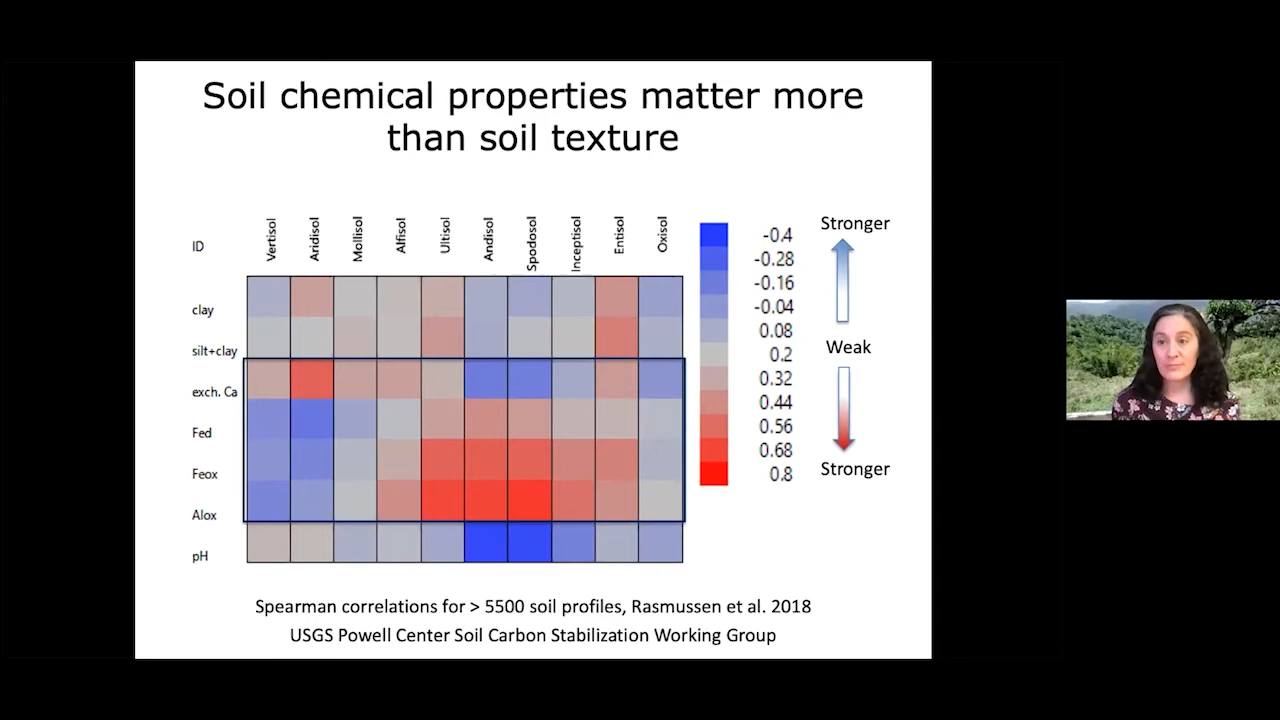 Soil chemical properties matter more
than soil texture
ID
Vertisol
Aridisol
Mollisol
Alfisol
Ultisol
Andisol
Spodosol
Inceptisol
Entisol
Oxisol
clay
silt+clay
exch. Ca
Fed
Feox
Alox
pH
-0.4
-0.28
-0.16
-0.04
0.08
0.2
0.32
0.44
0.56
0.68
0.8
Stronger
Weak
Stronger
Spearman correlations for > 5500 soil profiles, Rasmussen et al. 2018
USGS Powell Center Soil Carbon Stabilization Working Group